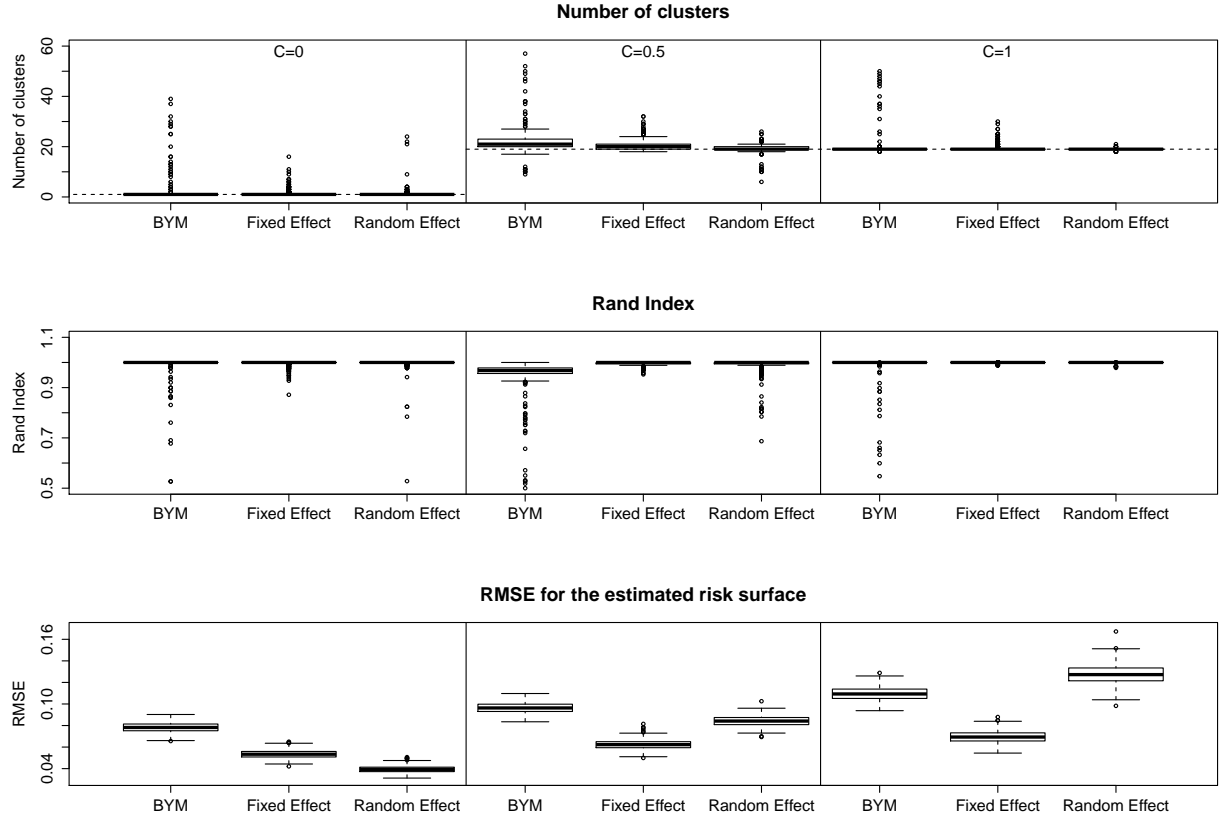 Number of clusters
C=0 C=0.5 C=1
Number of clusters
60
40
20
0
BYM Fixed Effect Random Effect BYM Fixed Effect Random Effect BYM Fixed Effect Random Effect
Rand Index
Rand Index
1.1
0.9
0.7
0.5
BYM Fixed Effect Random Effect BYM Fixed Effect Random Effect BYM Fixed Effect Random Effect
RMSE for the estimated risk surface
RMSE
0.16
0.10
0.04
BYM Fixed Effect Random Effect BYM Fixed Effect Random Effect BYM Fixed Effect Random Effect